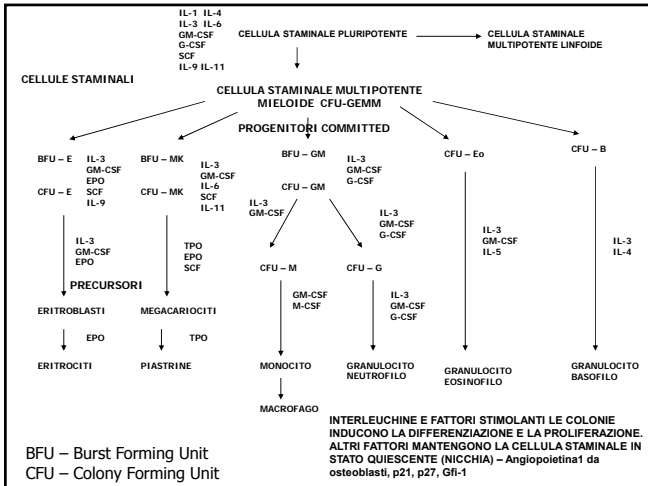 IL-1 IL-4
IL-3 IL-6
GM-CSF
G-CSF
SCF
IL-9 IL-11
CELLULA STAMINALE PLURIPOTENTE
CELLULA STAMINALE
MULTIPOTENTE LINFOIDE
CELLULE STAMINALI
CELLULA STAMINALE MULTIPOTENTE
MIELOIDE CFU-GEMM
PROGENITORI COMMITTED
BFU – E
CFU – E
IL-3
GM-CSF
EPO
SCF
IL-9
BFU – MK
CFU – MK
IL-3
GM-CSF
IL-6
SCF
IL-11
BFU – GM
CFU – GM
IL-3
GM-CSF
G-CSF
CFU – Eo
CFU – B
IL-3
GM-CSF
IL-3
GM-CSF
G-CSF
IL-3
GM-CSF
EPO
TPO
EPO
SCF
IL-3
GM-CSF
IL-5
IL-3
IL-4
CFU – M
CFU – G
PRECURSORI
GM-CSF
M-CSF
IL-3
GM-CSF
G-CSF
ERITROBLASTI
MEGACARIOCITI
EPO
TPO
ERITROCITI
PIASTRINE
MONOCITO
GRANULOCITO
NEUTROFILO
GRANULOCITO
EOSINOFILO
GRANULOCITO
BASOFILO
MACROFAGO
INTERLEUCHINE E FATTORI STIMOLANTI LE COLONIE
INDUCONO LA DIFFERENZIAZIONE E LA PROLIFERAZIONE.
ALTRI FATTORI MANTENGONO LA CELLULA STAMINALE IN
STATO QUIESCENTE (NICCHIA) – Angiopoietina1 da
osteoblasti, p21, p27, Gfi-1
BFU – Burst Forming Unit
CFU – Colony Forming Unit